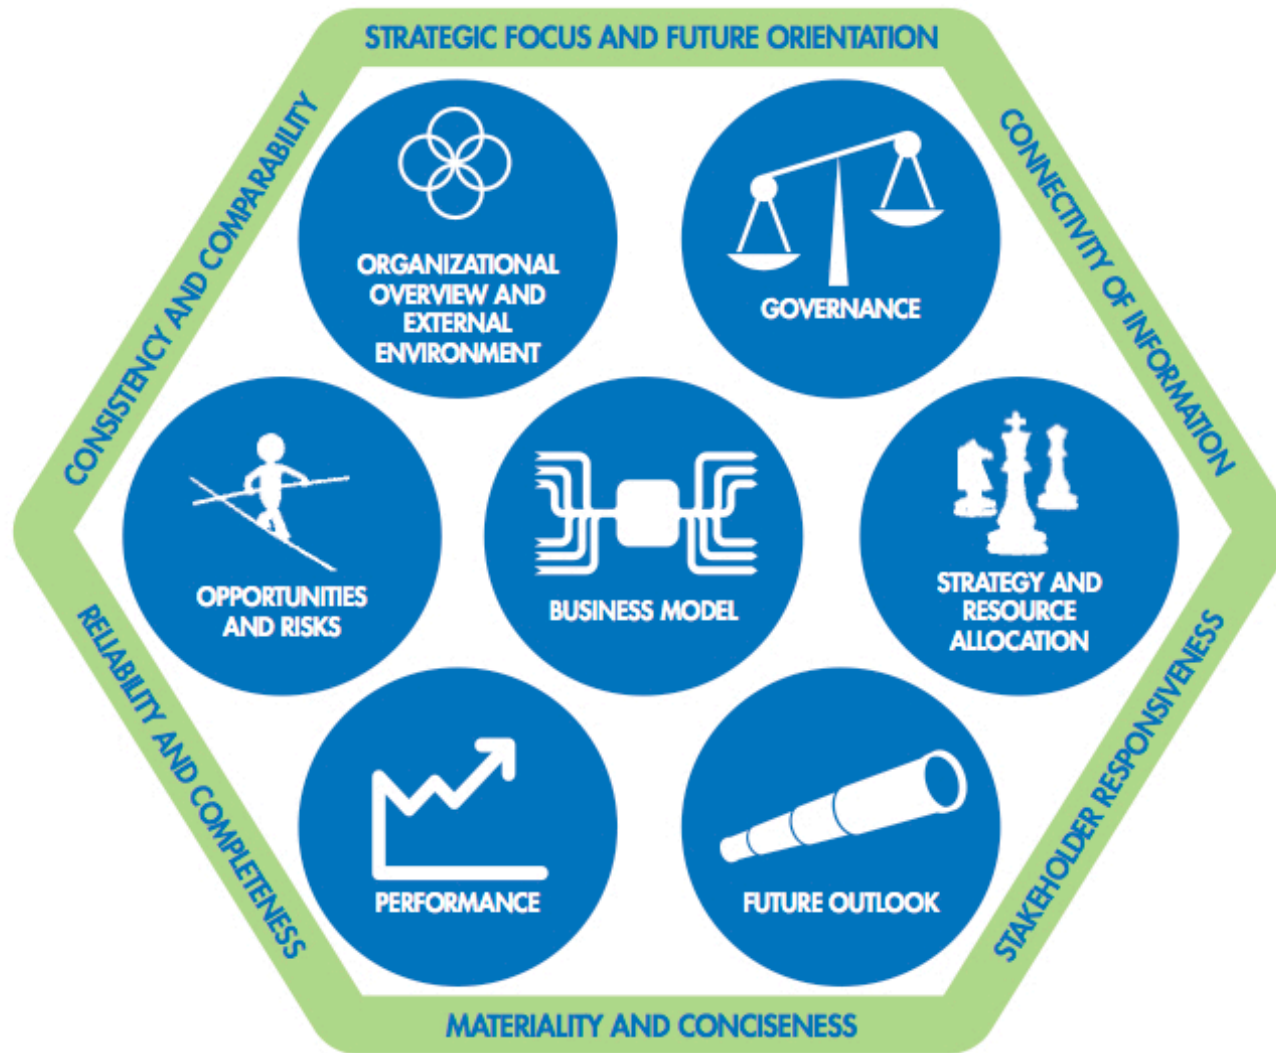 STRATEGIC FOCUS AND FUTURE ORIENTATION
CONSISTENCY AND COMPARABILITY
CONNECTIVITY OF INFORMATION
ORGANIZATIONAL
OVERVIEW AND
EXTERNAL
ENVIRONMENT
GOVERNANCE
OPPORTUNITIES
AND RISKS
BUSINESS MODEL
STRATEGY AND
RESOURCE
ALLOCATION
RELIABILITY AND COMPLETENESS
STAKEHOLDER RESPONSIVENESS
PERFORMANCE
FUTURE OUTLOOK
MATERIALITY AND CONCISENESS